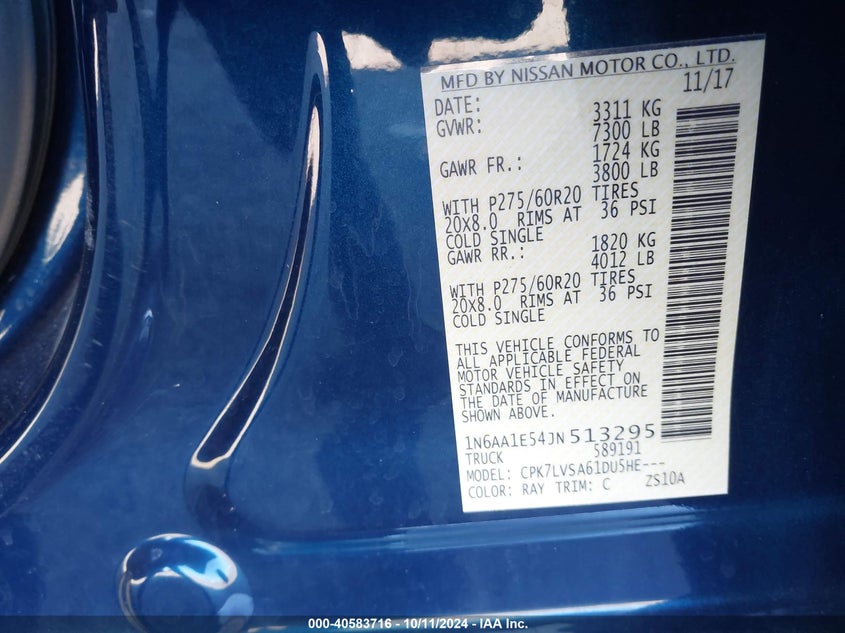 MFD BY NISSAN MOTOR CO., LTD.
DATE: 11/17
GVWR: 3311 KG
7300 LB
GAWR FR.: 1724 KG
3800 LB
WITH P275/60R20 TIRES
20x8.0 RIMS AT 36 PSI
COLD SINGLE
GAWR RR.: 1820 KG
4012 LB
WITH P275/60R20 TIRES
20x8.0 RIMS AT 36 PSI
COLD SINGLE
THIS VEHICLE CONFORMS TO
ALL APPLICABLE FEDERAL
MOTOR VEHICLE SAFETY
STANDARDS IN EFFECT ON
THE DATE OF MANUFACTURE
SHOWN ABOVE.
1N6AA1E54JN513295
TRUCK 589191
MODEL: CPK7LVSA61DU5HE---
COLOR: RAY TRIM: C ZS10A
000-40583716 - 10/11/2024 - IAA Inc.